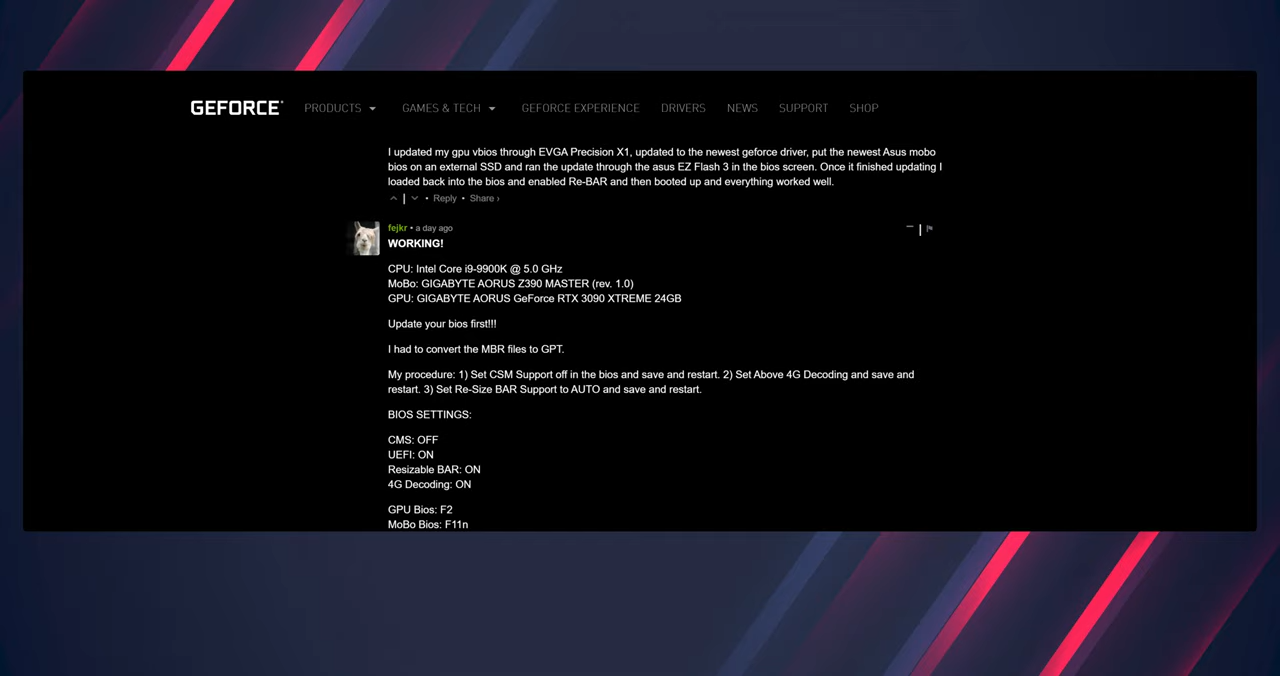 GEFORCE
PRODUCTS
GAMES & TECH
GEFORCE EXPERIENCE
DRIVERS
NEWS
SUPPORT
SHOP
I updated my gpu vbios through EVGA Precision X1, updated to the newest geforce driver, put the newest Asus mobo
bios on an external SSD and ran the update through the asus EZ Flash 3 in the bios screen. Once it finished updating I
loaded back into the bios and enabled Re-BAR and then booted up and everything worked well.
• Reply • Share ›
fejkr • a day ago
WORKING!
CPU: Intel Core i9-9900K @ 5.0 GHz
MoBo: GIGABYTE AORUS Z390 MASTER (rev. 1.0)
GPU: GIGABYTE AORUS GeForce RTX 3090 XTREME 24GB
Update your bios first!!!
I had to convert the MBR files to GPT.
My procedure: 1) Set CSM Support off in the bios and save and restart. 2) Set Above 4G Decoding and save and
restart. 3) Set Re-Size BAR Support to AUTO and save and restart.
BIOS SETTINGS:
CMS: OFF
UEFI: ON
Resizable BAR: ON
4G Decoding: ON
GPU Bios: F2
MoBo Bios: F11n